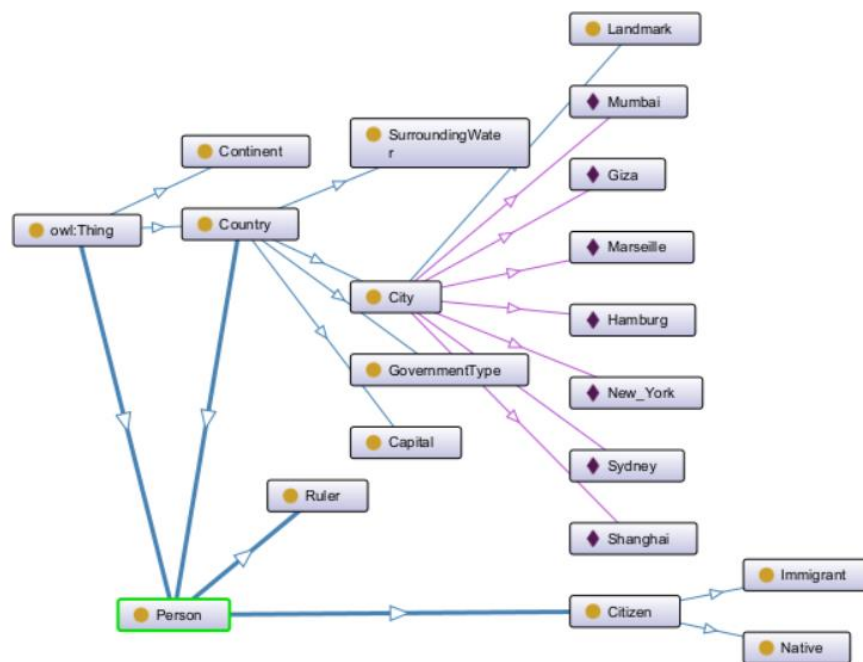 Landmark
Mumbai
SurroundingWate
r
Continent
Giza
owl:Thing
Country
Marseille
City
Hamburg
GovernmentType
New_York
Capital
Sydney
Ruler
Shanghai
Immigrant
Person
Citizen
Native